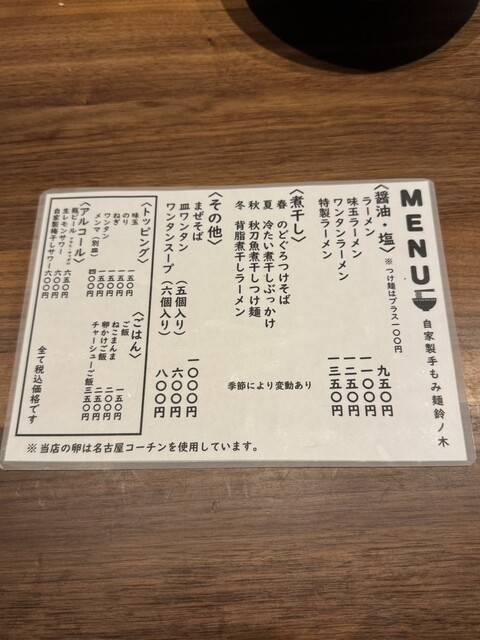 MENU
自家製手もみ麺鈴ノ木
〈醤油・塩〉※つけ麺はプラス一〇〇円
ラーメン 九五〇円
味玉ラーメン 一一〇〇円
ワンタンラーメン 一二五〇円
特製ラーメン 一三五〇円
〈煮干し〉
春 のどぐろつけそば
夏 冷たい煮干しぶっかけ
秋 秋刀魚煮干しつけ麺
冬 背脂煮干しラーメン
季節により変動あり
〈その他〉
まぜそば 一〇〇〇円
皿ワンタン (五個入り) 六〇〇円
ワンタンスープ (六個入り) 八〇〇円
〈トッピング〉
味玉 一五〇円
のり 一五〇円
ねぎ 一五〇円
ワンタン 一五〇円
メンマ(別皿) 四〇〇円
〈アルコール〉
瓶ビール 六五〇円
生レモンサワー 六〇〇円
自家製梅干しサワー 六〇〇円
〈ごはん〉
ご飯 一五〇円
ねこまんま 二〇〇円
卵かけご飯 二五〇円
チャーシューご飯 三五〇円
全て税込価格です
※当店の卵は名古屋コーチンを使用しています。